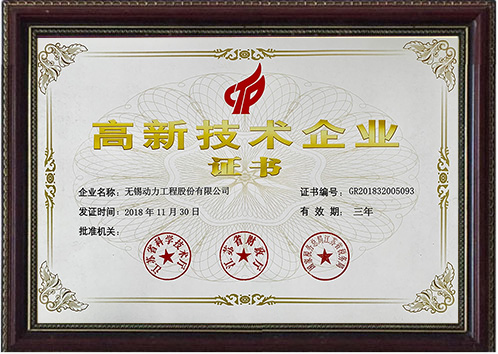 高新技术企业
证书
企业名称：无锡动力工程股份有限公司
证书编号：GR201832005093
发证时间：2018 年 11 月 30 日
有 效 期：三年
批准机关：
江苏省科学技术厅
江苏省财政厅
国家税务总局江苏省税务局